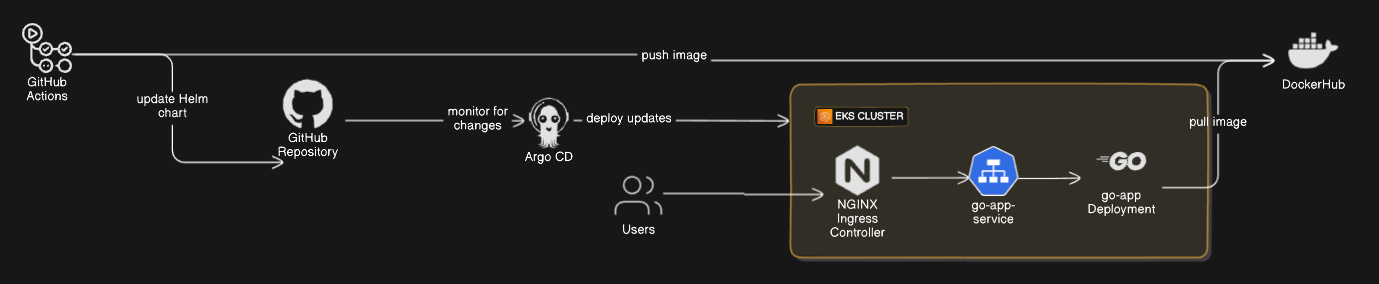 GitHub
Actions
push image
DockerHub
update Helm
chart
GitHub
Repository
monitor for
changes
Argo CD
deploy updates
EKS CLUSTER
pull image
Users
N
NGINX
Ingress
Controller
go-app-
service
GO
go-app
Deployment